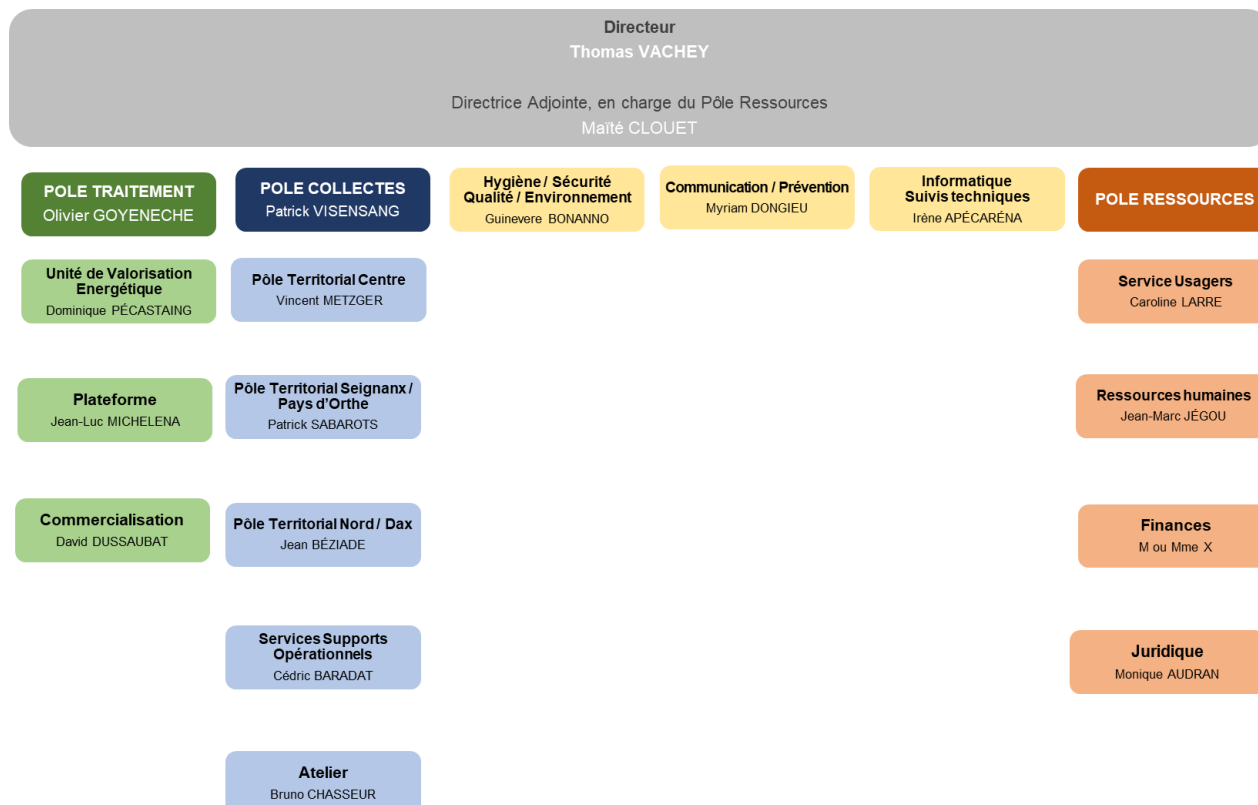 Directeur
Thomas VACHEY
Directrice Adjointe, en charge du Pôle Ressources
Maïté CLOUET
POLE TRAITEMENT
Olivier GOYENECHE
POLE COLLECTES
Patrick VISENSANG
Hygiène / Sécurité
Qualité / Environnement
Guinevere BONANNO
Communication / Prévention
Myriam DONGIEU
Informatique
Suivis techniques
Irène APÉCARÉNA
POLE RESSOURCES
Unité de Valorisation
Energétique
Dominique PÉCASTAING
Pôle Territorial Centre
Vincent METZGER
Service Usagers
Caroline LARRE
Plateforme
Jean-Luc MICHELENA
Pôle Territorial Seignanx /
Pays d'Orthe
Patrick SABAROTS
Ressources humaines
Jean-Marc JÉGOU
Commercialisation
David DUSSAUBAT
Pôle Territorial Nord / Dax
Jean BÉZIADE
Finances
M ou Mme X
Services Supports
Opérationnels
Cédric BARADAT
Juridique
Monique AUDRAN
Atelier
Bruno CHASSEUR